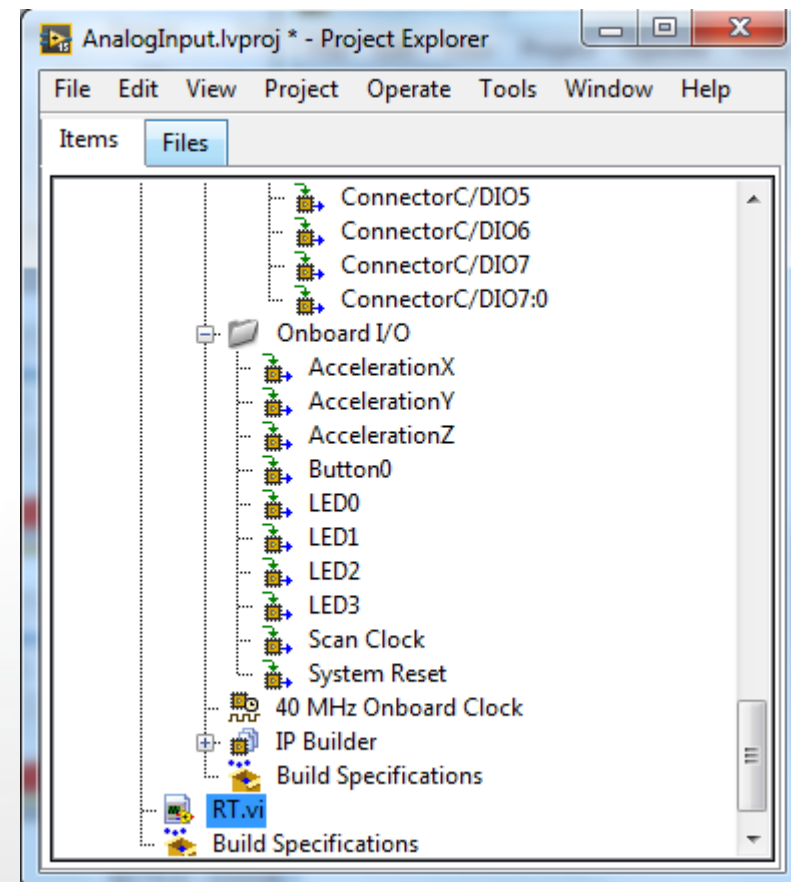 AnalogInput.lvproj * - Project Explorer
File Edit View Project Operate Tools Window Help
Items Files
ConnectorC/DIO5
ConnectorC/DIO6
ConnectorC/DIO7
ConnectorC/DIO7:0
Onboard I/O
AccelerationX
AccelerationY
AccelerationZ
Button0
LED0
LED1
LED2
LED3
Scan Clock
System Reset
40 MHz Onboard Clock
IP Builder
Build Specifications
RT.vi
Build Specifications